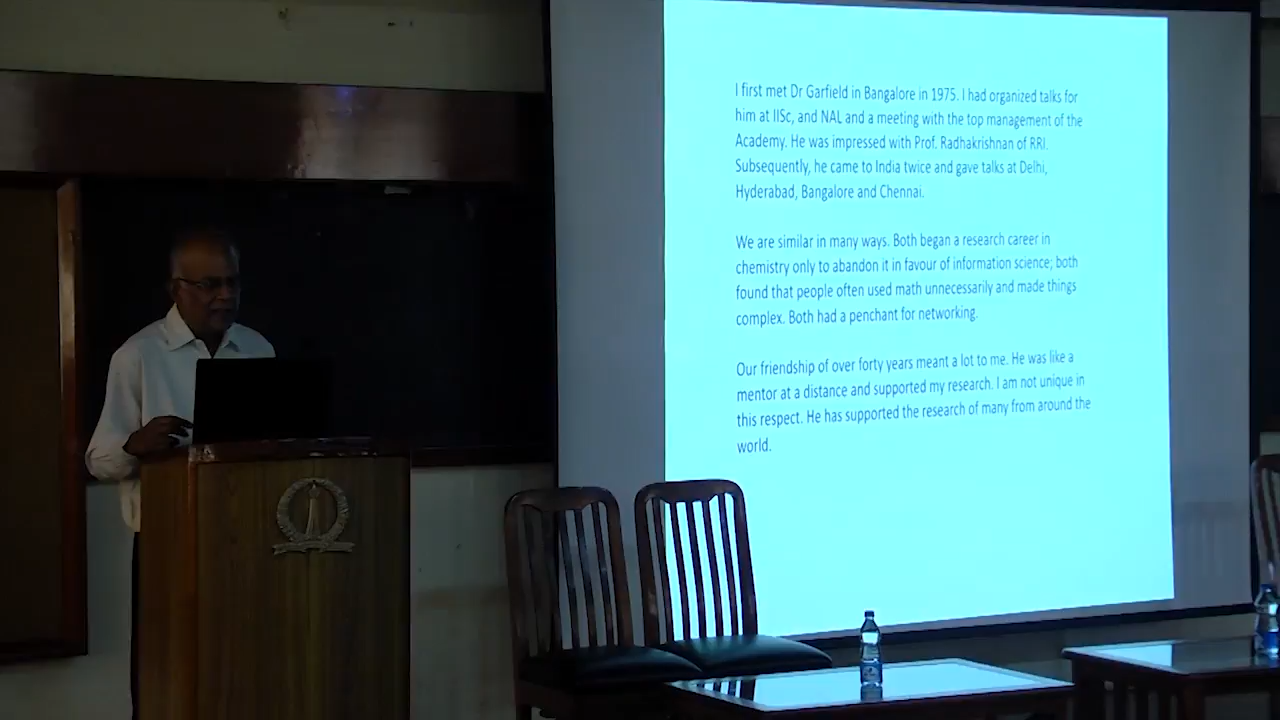 I first met Dr Garfield in Bangalore in 1975. I had organized talks for
him at IISc, and NAL and a meeting with the top management of the
Academy. He was impressed with Prof. Radhakrishnan of RRI.
Subsequently, he came to India twice and gave talks at Delhi,
Hyderabad, Bangalore and Chennai.
We are similar in many ways. Both began a research career in
chemistry only to abandon it in favour of information science; both
found that people often used math unnecessarily and made things
complex. Both had a penchant for networking.
Our friendship of over forty years meant a lot to me. He was like a
mentor at a distance and supported my research. I am not unique in
this respect. He has supported the research of many from around the
world.